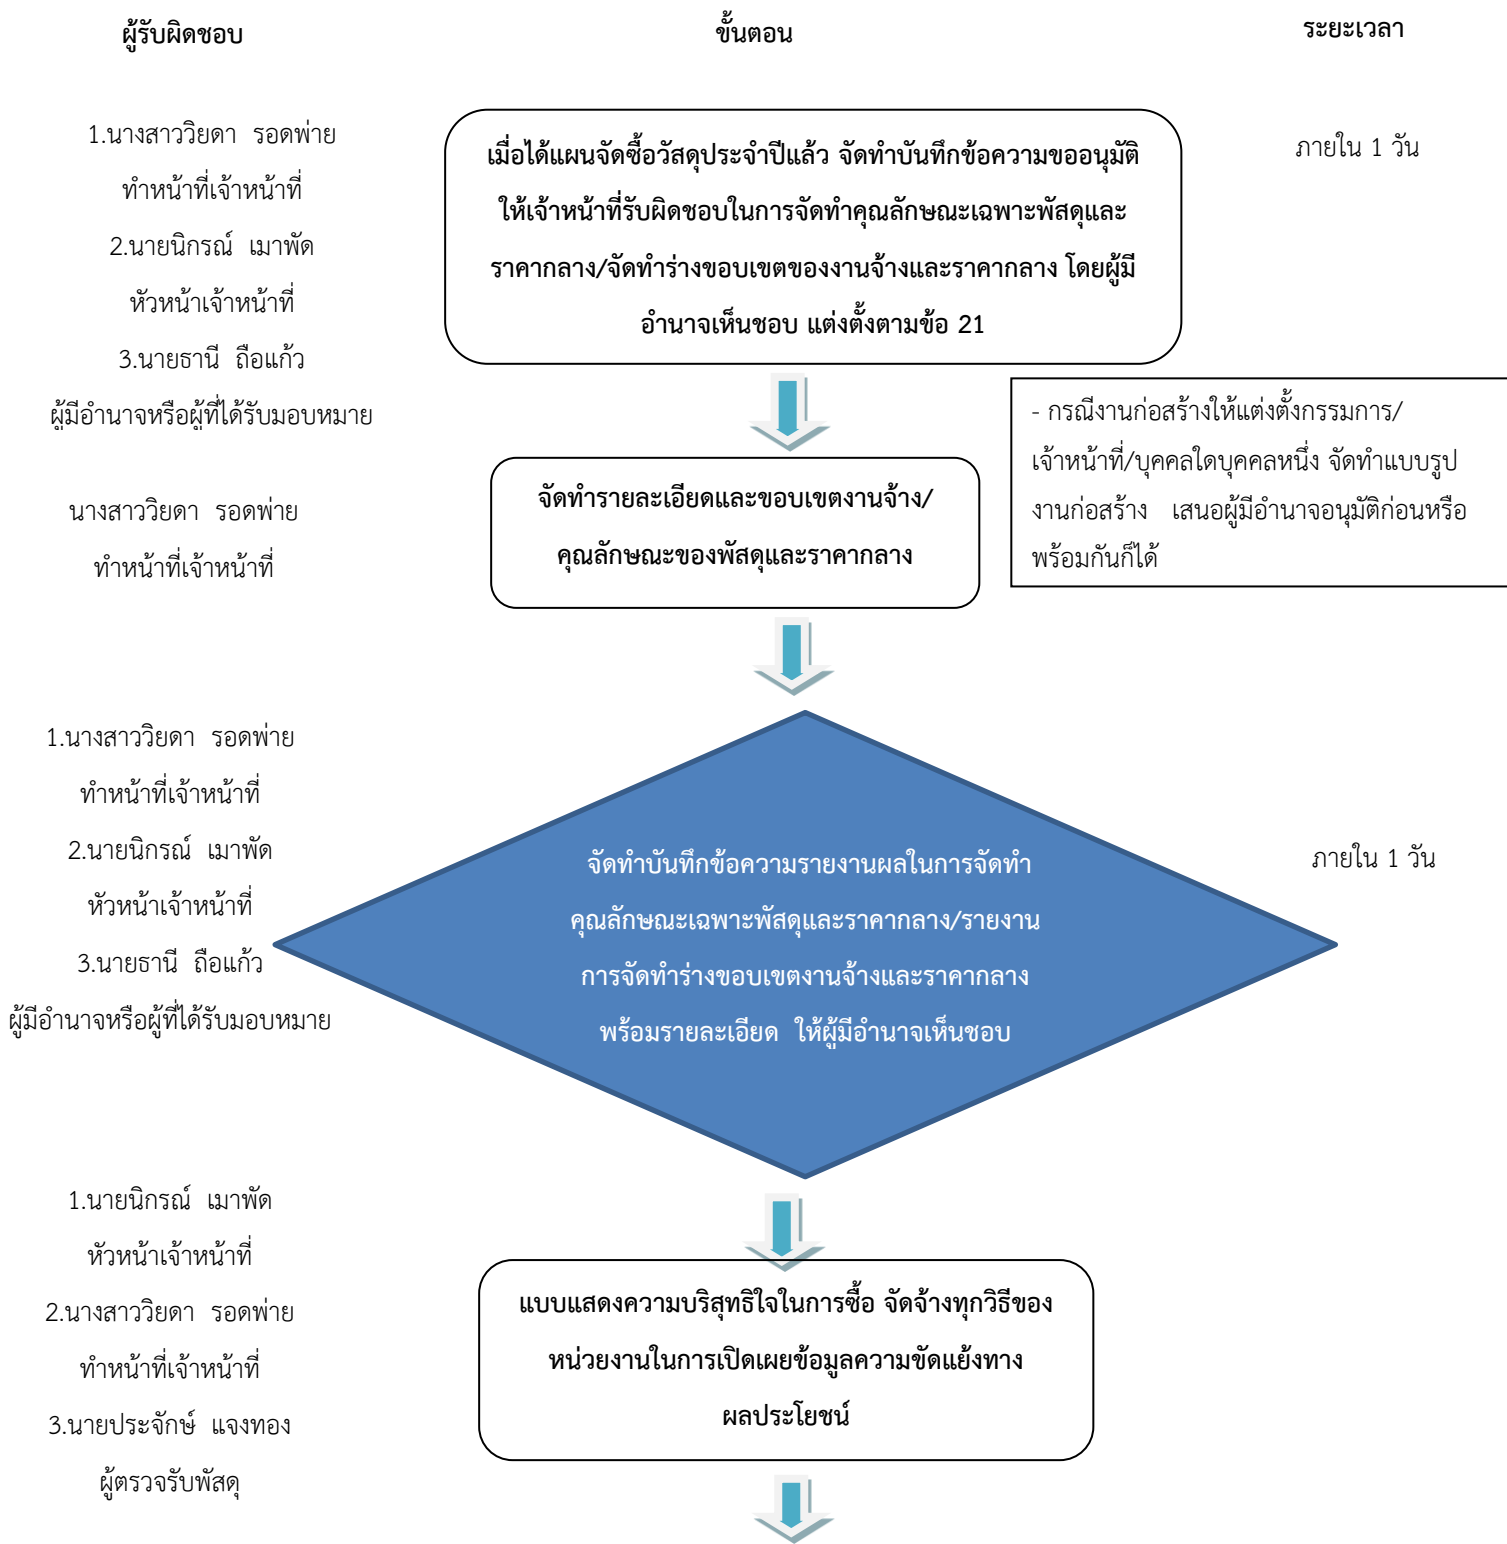 ผู้รับผิดชอบ
ขั้นตอน
ระยะเวลา
1.นางสาววิยดา รอดพ่าย
ทำหน้าที่เจ้าหน้าที่
2.นายนิกรณ์ เมาพัด
หัวหน้าเจ้าหน้าที่
3.นายธานี ถือแก้ว
ผู้มีอำนาจหรือผู้ที่ได้รับมอบหมาย
เมื่อได้แผนจัดซื้อวัสดุประจำปีแล้ว จัดทำบันทึกข้อความขออนุมัติ
ให้เจ้าหน้าที่รับผิดชอบในการจัดทำคุณลักษณะเฉพาะพัสดุและ
ราคากลาง/จัดทำร่างขอบเขตของงานจ้างและราคากลาง โดยผู้มี
อำนาจเห็นชอบ แต่งตั้งตามข้อ 21
ภายใน 1 วัน
- กรณีงานก่อสร้างให้แต่งตั้งกรรมการ/
เจ้าหน้าที่/บุคคลใดบุคคลหนึ่ง จัดทำแบบรูป
งานก่อสร้าง เสนอผู้มีอำนาจอนุมัติก่อนหรือ
พร้อมกันก็ได้
นางสาววิยดา รอดพ่าย
ทำหน้าที่เจ้าหน้าที่
จัดทำรายละเอียดและขอบเขตงานจ้าง/
คุณลักษณะของพัสดุและราคากลาง
1.นางสาววิยดา รอดพ่าย
ทำหน้าที่เจ้าหน้าที่
2.นายนิกรณ์ เมาพัด
หัวหน้าเจ้าหน้าที่
3.นายธานี ถือแก้ว
ผู้มีอำนาจหรือผู้ที่ได้รับมอบหมาย
จัดทำบันทึกข้อความรายงานผลในการจัดทำ
คุณลักษณะเฉพาะพัสดุและราคากลาง/รายงาน
การจัดทำร่างขอบเขตงานจ้างและราคากลาง
พร้อมรายละเอียด ให้ผู้มีอำนาจเห็นชอบ
ภายใน 1 วัน
1.นายนิกรณ์ เมาพัด
หัวหน้าเจ้าหน้าที่
2.นางสาววิยดา รอดพ่าย
ทำหน้าที่เจ้าหน้าที่
3.นายประจักษ์ แจงทอง
ผู้ตรวจรับพัสดุ
แบบแสดงความบริสุทธิใจในการซื้อ จัดจ้างทุกวิธีของ
หน่วยงานในการเปิดเผยข้อมูลความขัดแย้งทาง
ผลประโยชน์